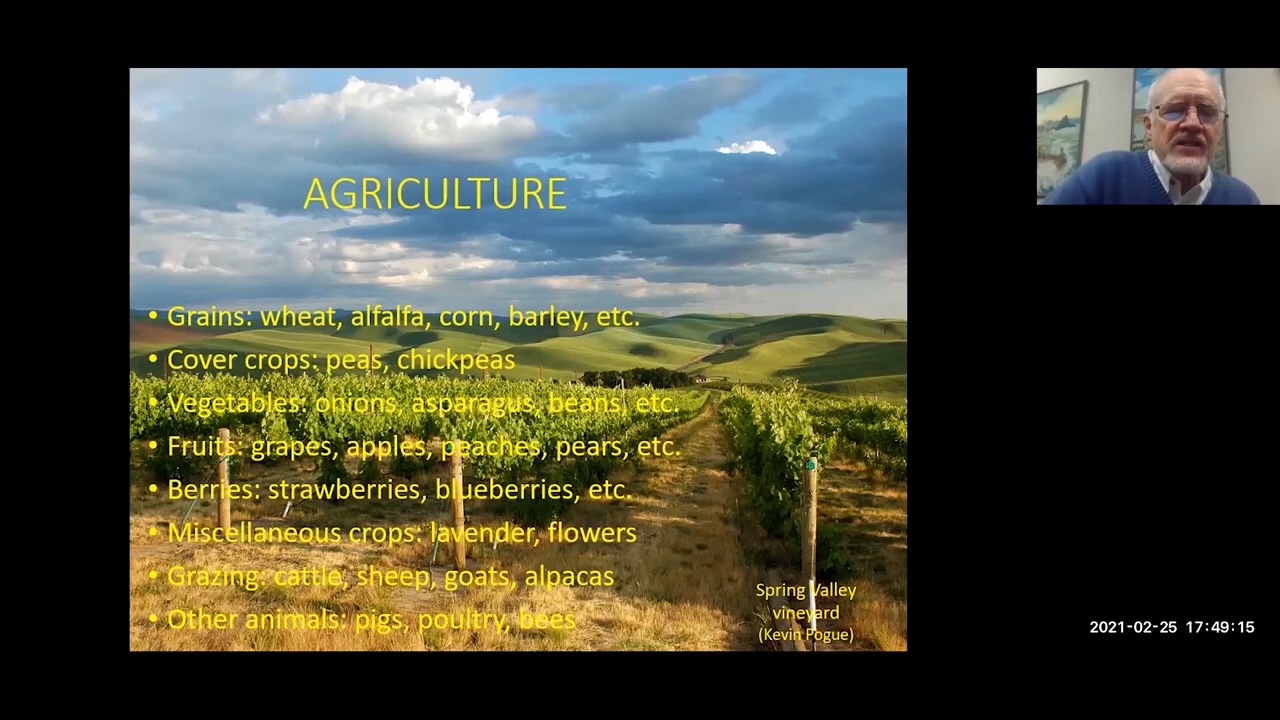 AGRICULTURE
• Grains: wheat, alfalfa, corn, barley, etc.
• Cover crops: peas, chickpeas
• Vegetables: onions, asparagus, beans, etc.
• Fruits: grapes, apples, peaches, pears, etc.
• Berries: strawberries, blueberries, etc.
• Miscellaneous crops: lavender, flowers
• Grazing: cattle, sheep, goats, alpacas
• Other animals: pigs, poultry, bees
Spring Valley
vineyard
(Kevin Pogue)
2021-02-25 17:49:15